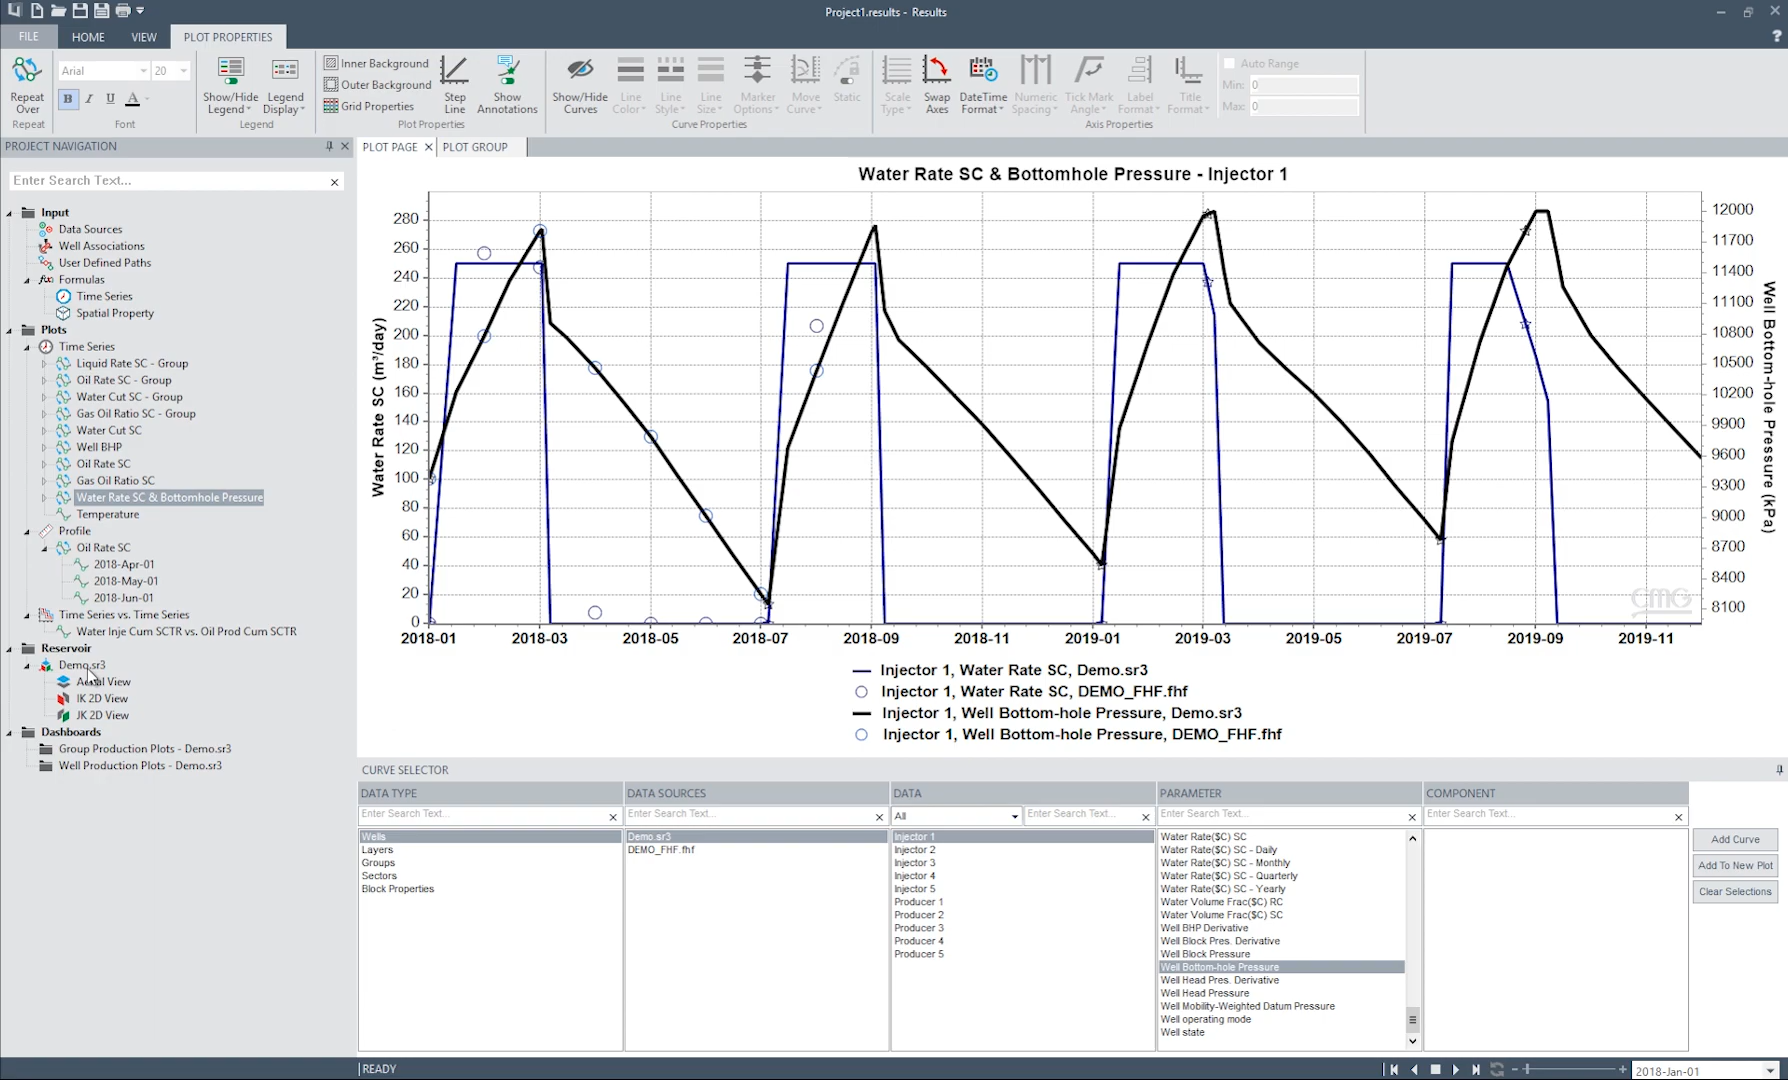 Project1.results - Results
FILE HOME VIEW PLOT PROPERTIES
?
Repeat Over
Repeat
Arial 20
B I U A
Font
Show/Hide Legend
Legend Display
Legend
Inner Background
Outer Background
Grid Properties
Step Line
Show Annotations
Plot Properties
Show/Hide Curves
Line Color
Line Style
Line Size
Marker Options
Move Curve
Static
Curve Properties
Scale Type
Swap Axes
DateTime Format
Numeric Spacing
Tick Mark Angle
Label Format
Title Format
Auto Range
Min: 0
Max: 0
Axis Properties
PROJECT NAVIGATION
Enter Search Text...
Input
Data Sources
Well Associations
User Defined Paths
Formulas
Time Series
Spatial Property
Plots
Time Series
Liquid Rate SC - Group
Oil Rate SC - Group
Water Cut SC - Group
Gas Oil Ratio SC - Group
Water Cut SC
Well BHP
Oil Rate SC
Gas Oil Ratio SC
Water Rate SC & Bottomhole Pressure
Temperature
Profile
Oil Rate SC
2018-Apr-01
2018-May-01
2018-Jun-01
Time Series vs. Time Series
Water Inje Cum SCTR vs. Oil Prod Cum SCTR
Reservoir
Demo.sr3
View
IK 2D View
JK 2D View
Dashboards
Group Production Plots - Demo.sr3
Well Production Plots - Demo.sr3
PLOT PAGE PLOT GROUP
Water Rate SC & Bottomhole Pressure - Injector 1
Water Rate SC (m³/day)
280
260
240
220
200
180
160
140
120
100
80
60
40
20
0
12000
11700
11400
11100
10800
10500
10200
9900
9600
9300
9000
8700
8400
8100
Well Bottom-hole Pressure (kPa)
CMG
2018-01 2018-03 2018-05 2018-07 2018-09 2018-11 2019-01 2019-03 2019-05 2019-07 2019-09 2019-11
Injector 1, Water Rate SC, Demo.sr3
Injector 1, Water Rate SC, DEMO_FHF.fhf
Injector 1, Well Bottom-hole Pressure, Demo.sr3
Injector 1, Well Bottom-hole Pressure, DEMO_FHF.fhf
CURVE SELECTOR
DATA TYPE
Enter Search Text...
Wells
Layers
Groups
Sectors
Block Properties
DATA SOURCES
Enter Search Text...
Demo.sr3
DEMO_FHF.fhf
DATA
All Enter Search Text...
Injector 1
Injector 2
Injector 3
Injector 4
Injector 5
Producer 1
Producer 2
Producer 3
Producer 4
Producer 5
PARAMETER
Enter Search Text...
Water Rate($C) SC
Water Rate($C) SC - Daily
Water Rate($C) SC - Monthly
Water Rate($C) SC - Quarterly
Water Rate($C) SC - Yearly
Water Volume Frac($C) RC
Water Volume Frac($C) SC
Well BHP Derivative
Well Block Pres. Derivative
Well Block Pressure
Well Bottom-hole Pressure
Well Head Pres. Derivative
Well Head Pressure
Well Mobility-Weighted Datum Pressure
Well operating mode
Well state
COMPONENT
Enter Search Text...
Add Curve
Add To New Plot
Clear Selections
READY
2018-Jan-01